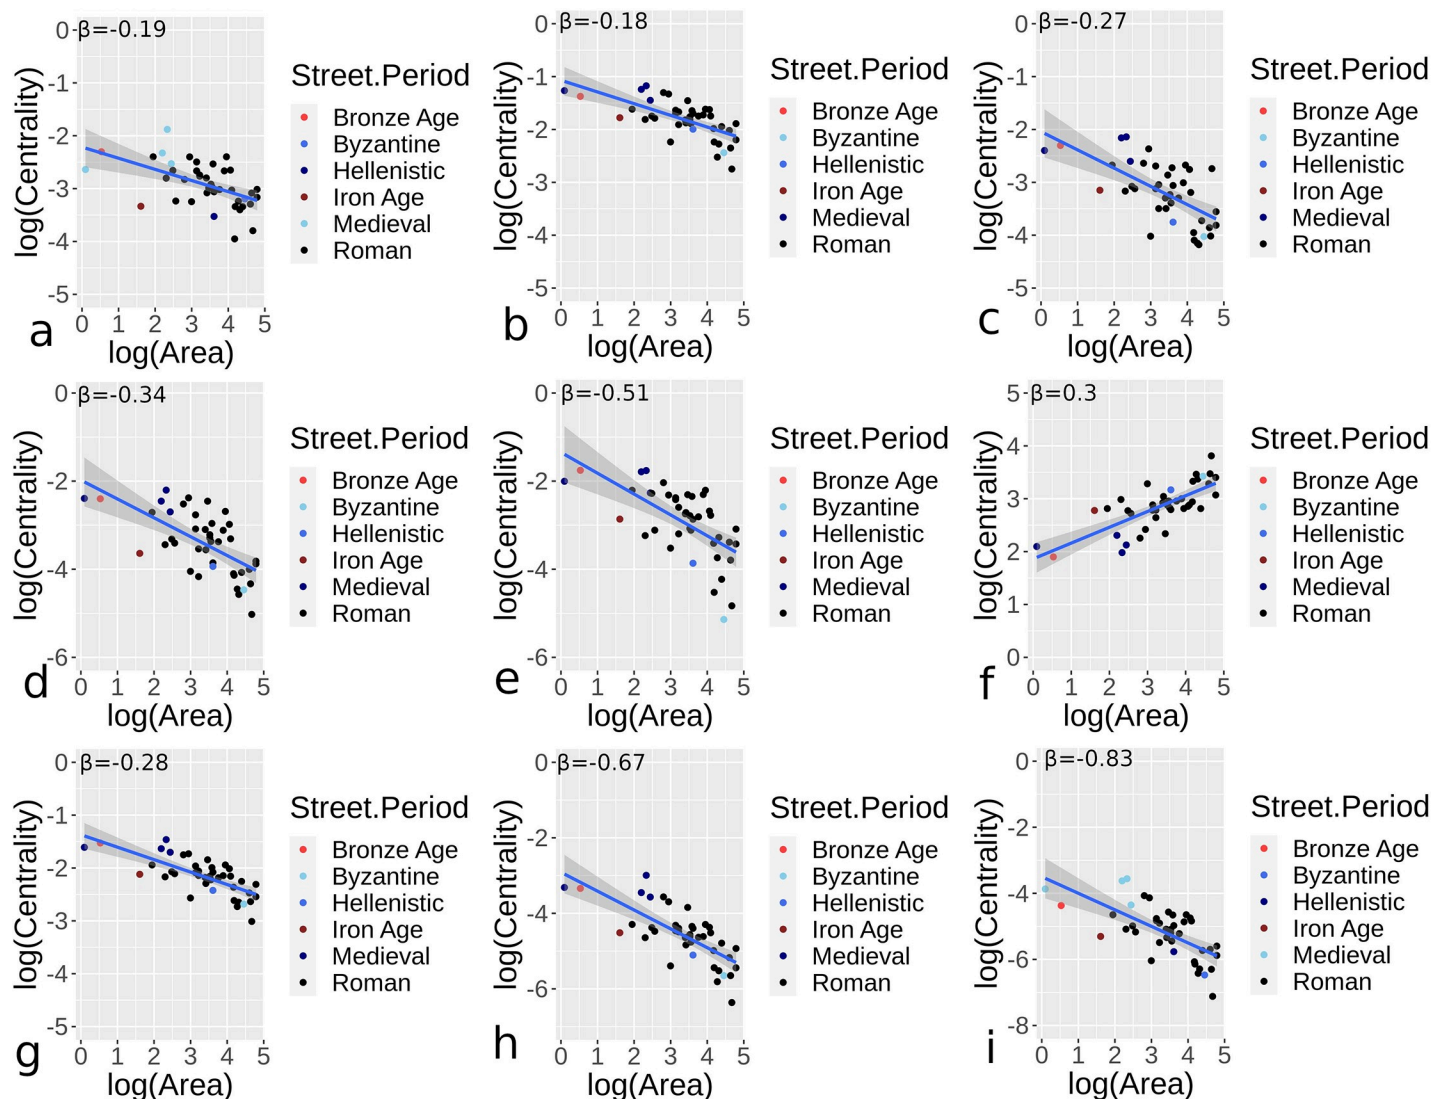 β=-0.19
0
-1
-2
-3
-4
-5
log(Centrality)
0 1 2 3 4 5
log(Area)
a
Street.Period
Bronze Age
Byzantine
Hellenistic
Iron Age
Medieval
Roman
β=-0.18
0
-1
-2
-3
-4
-5
log(Centrality)
0 1 2 3 4 5
log(Area)
b
Street.Period
Bronze Age
Byzantine
Hellenistic
Iron Age
Medieval
Roman
β=-0.27
0
-1
-2
-3
-4
-5
log(Centrality)
0 1 2 3 4 5
log(Area)
c
Street.Period
Bronze Age
Byzantine
Hellenistic
Iron Age
Medieval
Roman
β=-0.34
0
-2
-4
-6
log(Centrality)
0 1 2 3 4 5
log(Area)
d
Street.Period
Bronze Age
Byzantine
Hellenistic
Iron Age
Medieval
Roman
β=-0.51
0
-2
-4
-6
log(Centrality)
0 1 2 3 4 5
log(Area)
e
Street.Period
Bronze Age
Byzantine
Hellenistic
Iron Age
Medieval
Roman
β=0.3
5
4
3
2
1
0
log(Centrality)
0 1 2 3 4 5
log(Area)
f
Street.Period
Bronze Age
Byzantine
Hellenistic
Iron Age
Medieval
Roman
β=-0.28
0
-1
-2
-3
-4
-5
log(Centrality)
0 1 2 3 4 5
log(Area)
g
Street.Period
Bronze Age
Byzantine
Hellenistic
Iron Age
Medieval
Roman
β=-0.67
0
-2
-4
-6
log(Centrality)
0 1 2 3 4 5
log(Area)
h
Street.Period
Bronze Age
Byzantine
Hellenistic
Iron Age
Medieval
Roman
β=-0.83
0
-2
-4
-6
-8
log(Centrality)
0 1 2 3 4 5
log(Area)
i
Street.Period
Bronze Age
Byzantine
Hellenistic
Iron Age
Medieval
Roman